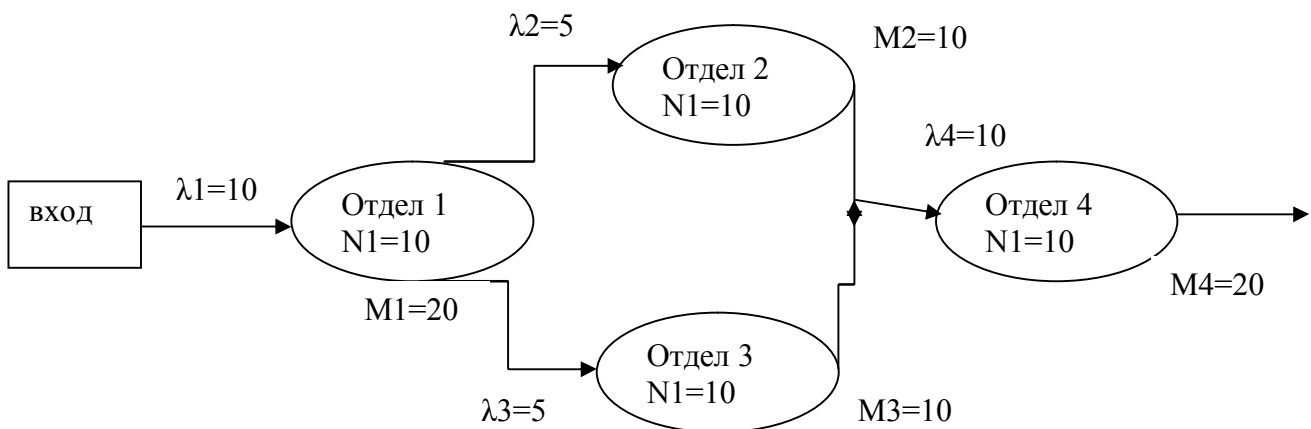 λ2=5
M2=10
Отдел 2
N1=10
λ4=10
вход
λ1=10
Отдел 1
N1=10
Отдел 4
N1=10
M1=20
M4=20
Отдел 3
N1=10
λ3=5
M3=10